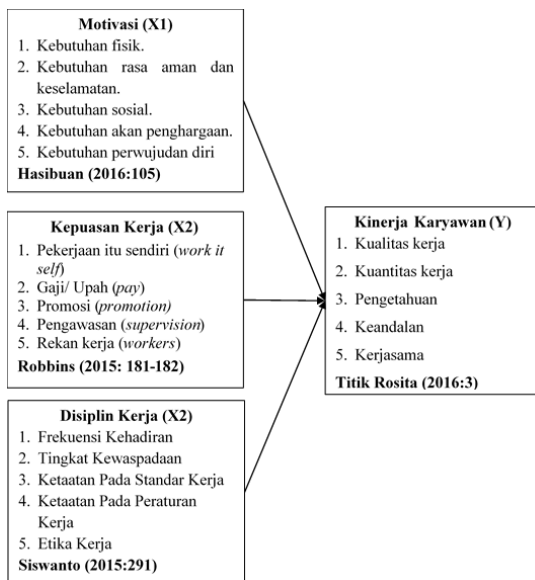 Motivasi (X1)
1. Kebutuhan fisik.
2. Kebutuhan rasa aman dan
keselamatan.
3. Kebutuhan sosial.
4. Kebutuhan akan penghargaan.
5. Kebutuhan perwujudan diri
Hasibuan (2016:105)
Kepuasan Kerja (X2)
1. Pekerjaan itu sendiri (work it
self)
2. Gaji/ Upah (pay)
3. Promosi (promotion)
4. Pengawasan (supervision)
5. Rekan kerja (workers)
Robbins (2015: 181-182)
Disiplin Kerja (X2)
1. Frekuensi Kehadiran
2. Tingkat Kewaspadaan
3. Ketaatan Pada Standar Kerja
4. Ketaatan Pada Peraturan
Kerja
5. Etika Kerja
Siswanto (2015:291)
Kinerja Karyawan (Y)
1. Kualitas kerja
2. Kuantitas kerja
3. Pengetahuan
4. Keandalan
5. Kerjasama
Titik Rosita (2016:3)